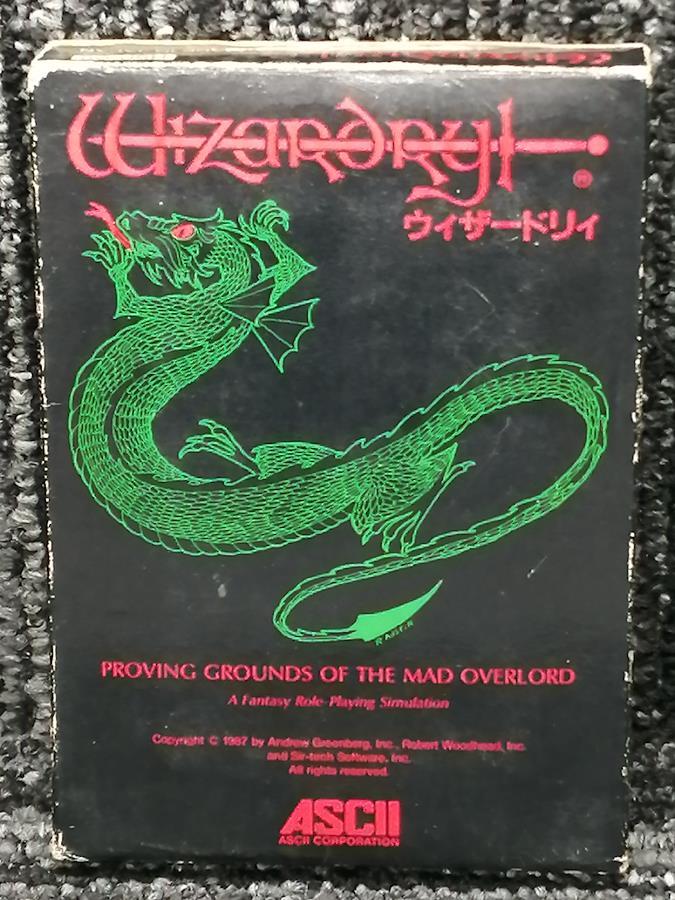 Wizardry
®
ウィザードリィ
PROVING GROUNDS OF THE MAD OVERLORD
A Fantasy Role-Playing Simulation
Copyright © 1987 by Andrew Greenberg, Inc., Robert Woodhead, Inc.
and Sir-tech Software, Inc.
All rights reserved.
ASCII
ASCII CORPORATION